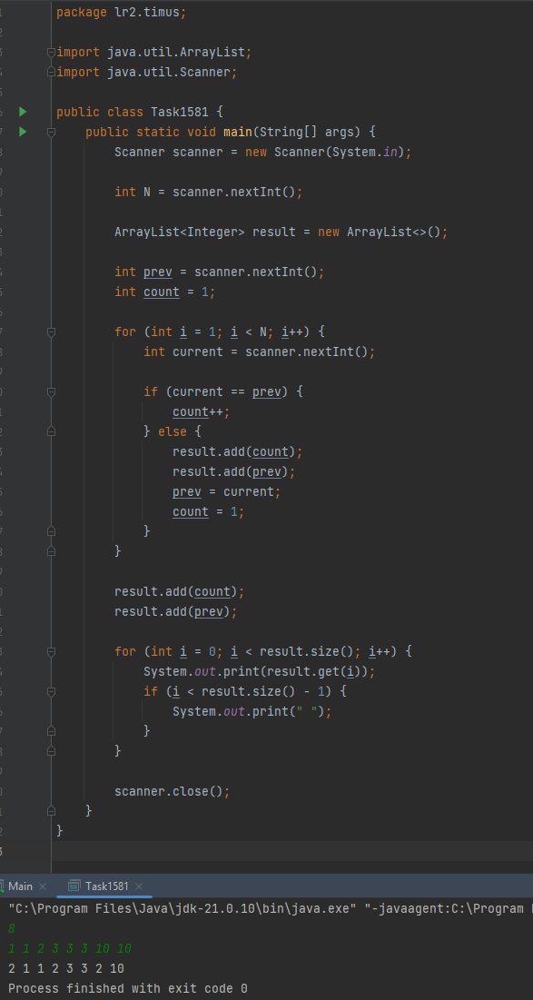 package lr2.timus;
import java.util.ArrayList;
import java.util.Scanner;
public class Task1581 {
public static void main(String[] args) {
Scanner scanner = new Scanner(System.in);
int N = scanner.nextInt();
ArrayList<Integer> result = new ArrayList<>();
int prev = scanner.nextInt();
int count = 1;
for (int i = 1; i < N; i++) {
int current = scanner.nextInt();
if (current == prev) {
count++;
} else {
result.add(count);
result.add(prev);
prev = current;
count = 1;
}
}
result.add(count);
result.add(prev);
for (int i = 0; i < result.size(); i++) {
System.out.print(result.get(i));
if (i < result.size() - 1) {
System.out.print(" ");
}
}
scanner.close();
}
}
Main × Task1581 ×
"C:\Program Files\Java\jdk-21.0.10\bin\java.exe" "-javaagent:C:\Program
8
1 1 2 3 3 3 10 10
2 1 1 2 3 3 2 10
Process finished with exit code 0